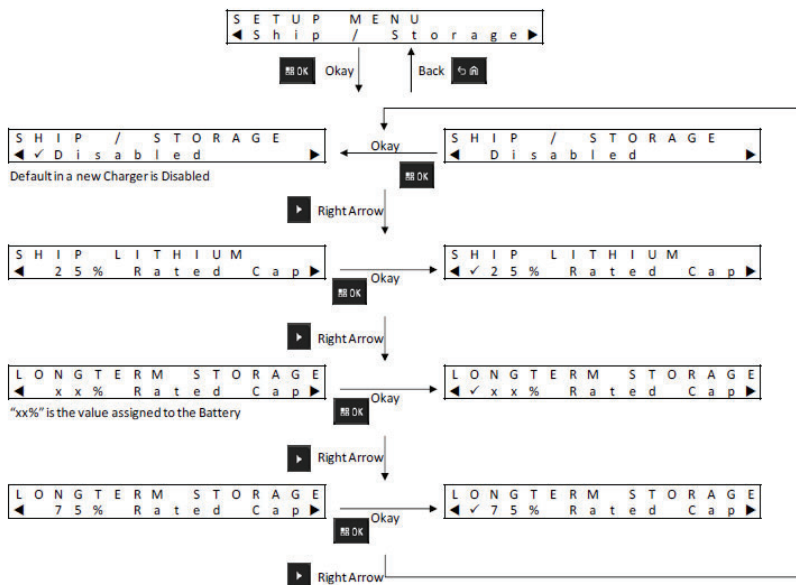 SETUP MENU
◀Ship / Storage▶
OK Okay Back
SHIP / STORAGE
◀✓Disabled ▶
Okay
OK
SHIP / STORAGE
◀ Disabled ▶
Default in a new Charger is Disabled
Right Arrow
SHIP LITHIUM
◀ 25% Rated Cap▶
Okay
OK
SHIP LITHIUM
◀✓25% Rated Cap▶
Right Arrow
LONGTERM STORAGE
◀ xx% Rated Cap▶
Okay
OK
LONGTERM STORAGE
◀✓xx% Rated Cap▶
"xx%" is the value assigned to the Battery
Right Arrow
LONGTERM STORAGE
◀ 75% Rated Cap▶
Okay
OK
LONGTERM STORAGE
◀✓75% Rated Cap▶
Right Arrow